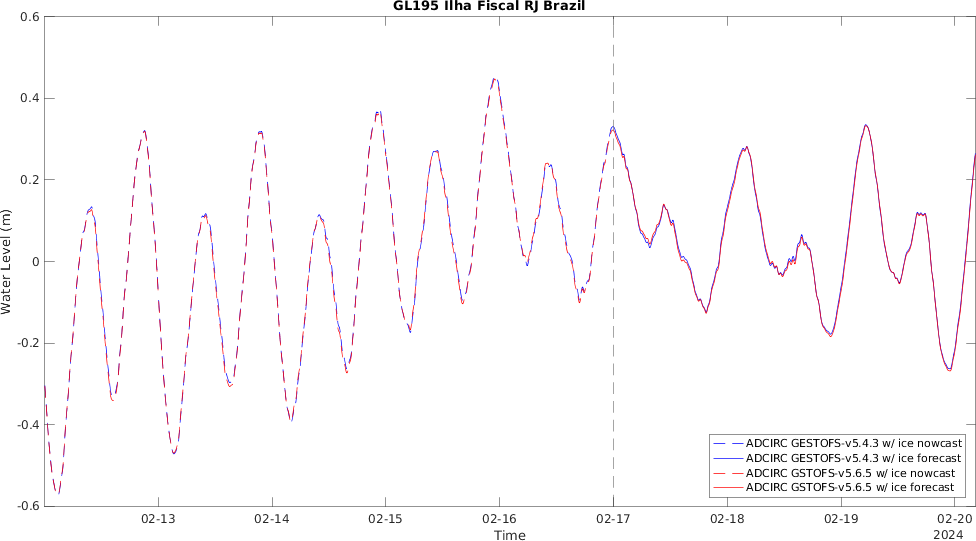 GL195 Ilha Fiscal RJ Brazil
0.6
0.4
0.2
0
-0.2
-0.4
-0.6
Water Level (m)
ADCIRC GESTOFS-v5.4.3 w/ ice nowcast
ADCIRC GESTOFS-v5.4.3 w/ ice forecast
ADCIRC GSTOFS-v5.6.5 w/ ice nowcast
ADCIRC GSTOFS-v5.6.5 w/ ice forecast
02-13 02-14 02-15 02-16 02-17 02-18 02-19 02-20
Time 2024